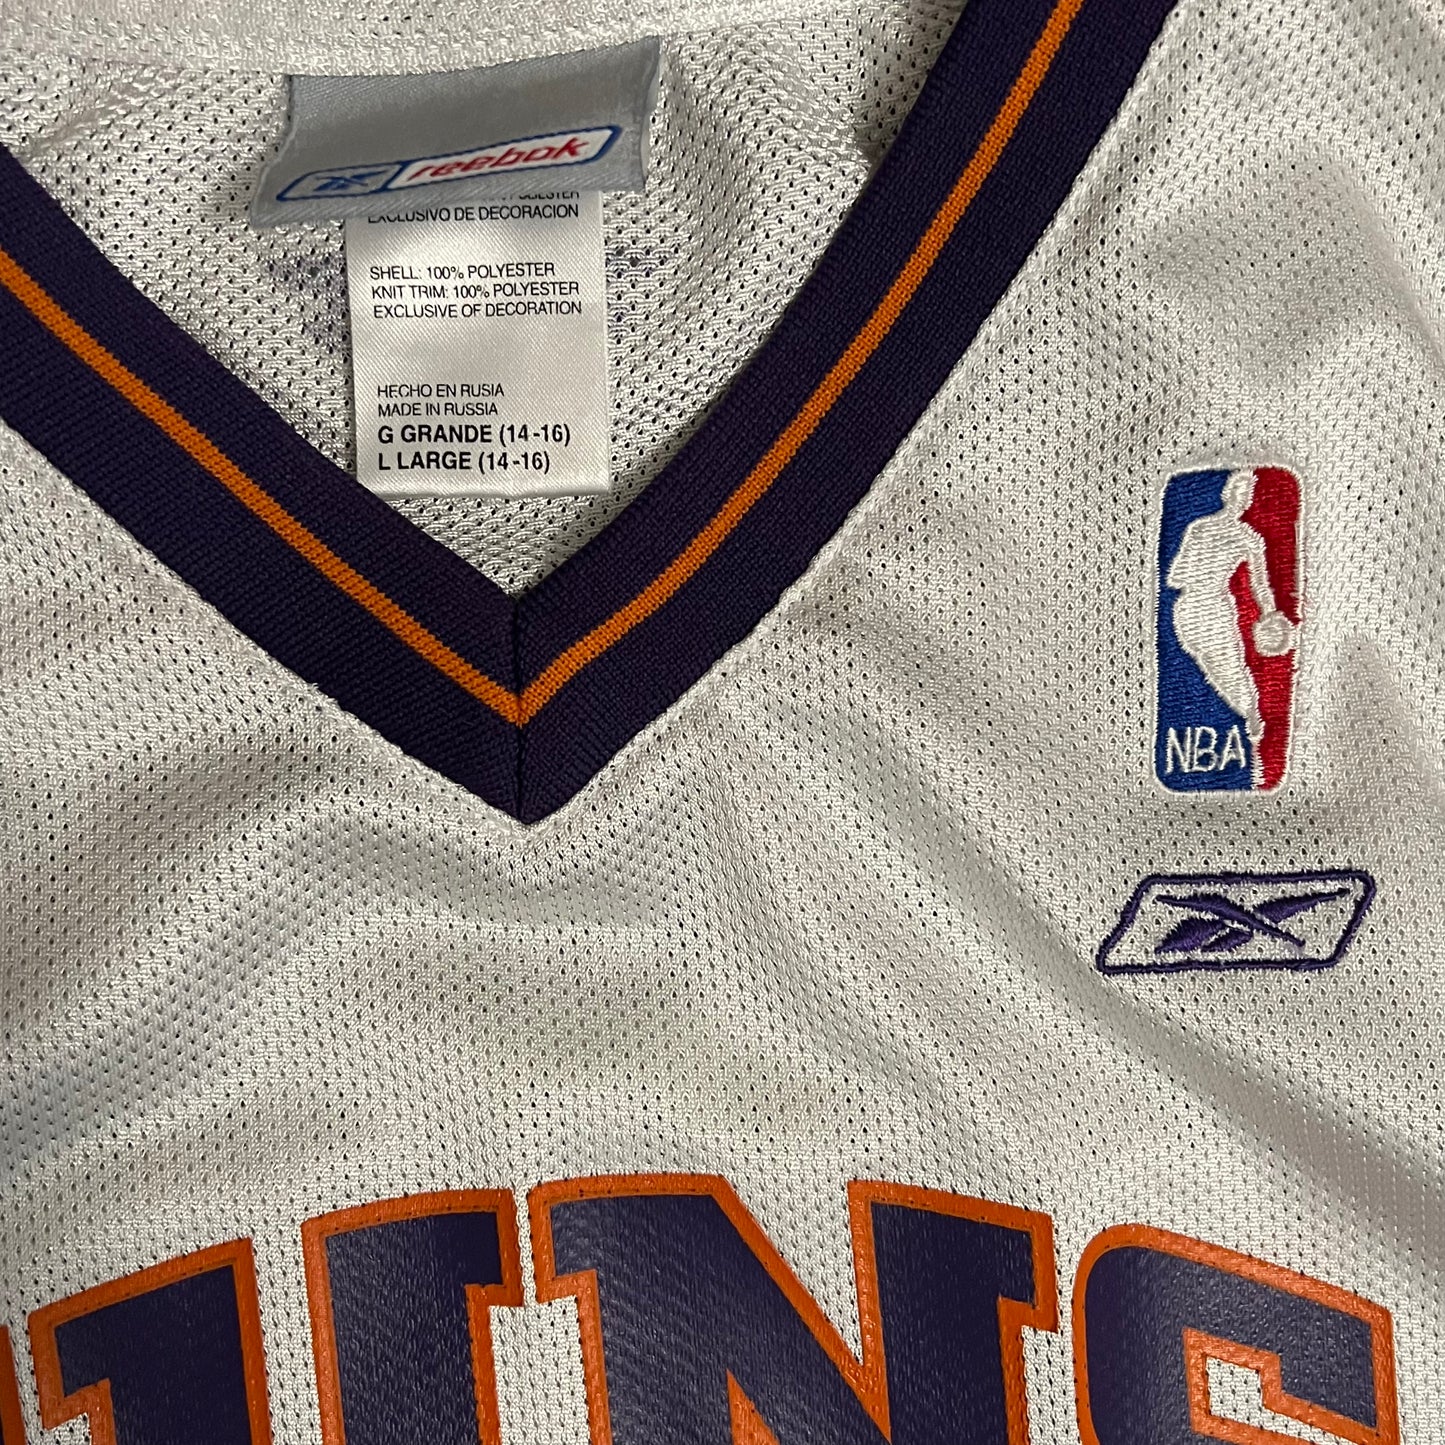 reebok
POLIESTER
EXCLUSIVO DE DECORACION
SHELL: 100% POLYESTER
KNIT TRIM: 100% POLYESTER
EXCLUSIVE OF DECORATION
HECHO EN RUSIA
MADE IN RUSSIA
G GRANDE (14-16)
L LARGE (14-16)
NBA
UNS